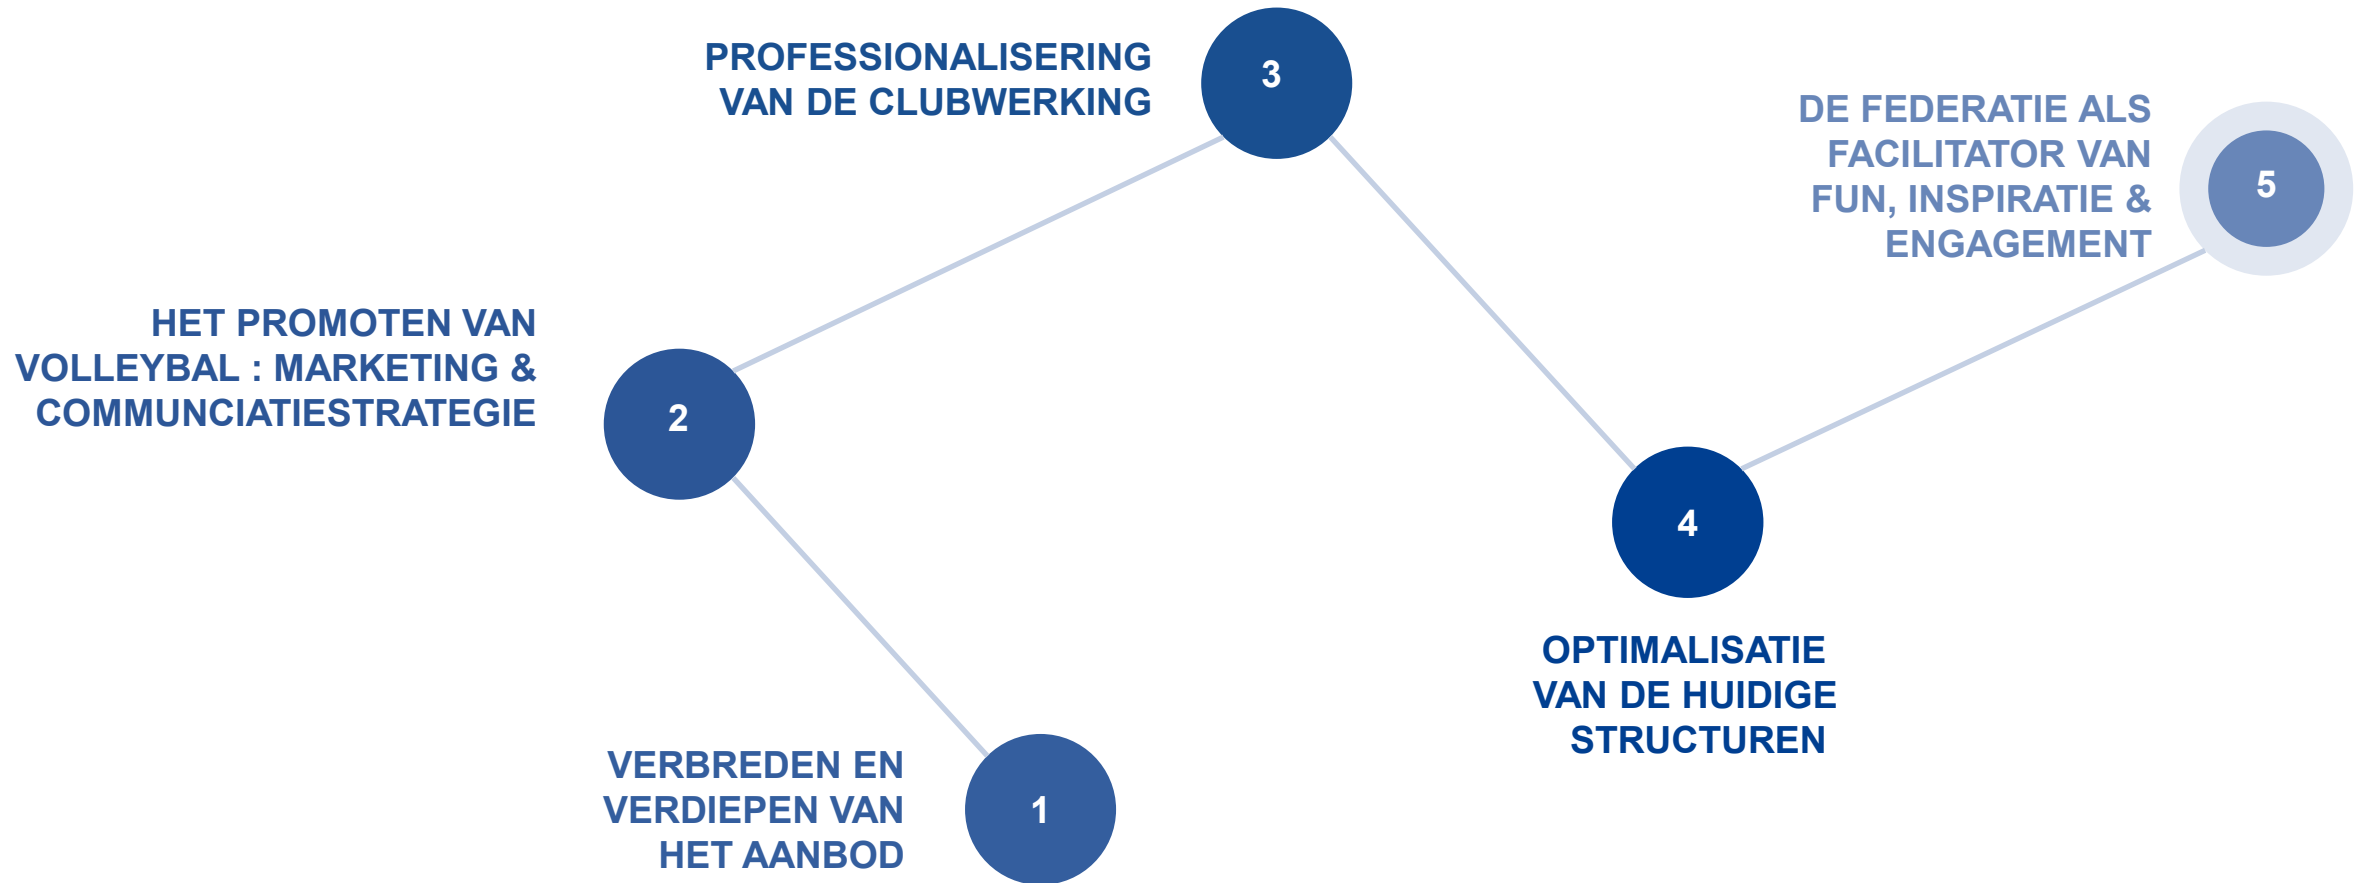 PROFESSIONALISERING
VAN DE CLUBWERKING
3
DE FEDERATIE ALS
FACILITATOR VAN
FUN, INSPIRATIE &
ENGAGEMENT
5
HET PROMOTEN VAN
VOLLEYBAL : MARKETING &
COMMUNCIATIESTRATEGIE
2
4
OPTIMALISATIE
VAN DE HUIDIGE
STRUCTUREN
VERBREDEN EN
VERDIEPEN VAN
HET AANBOD
1